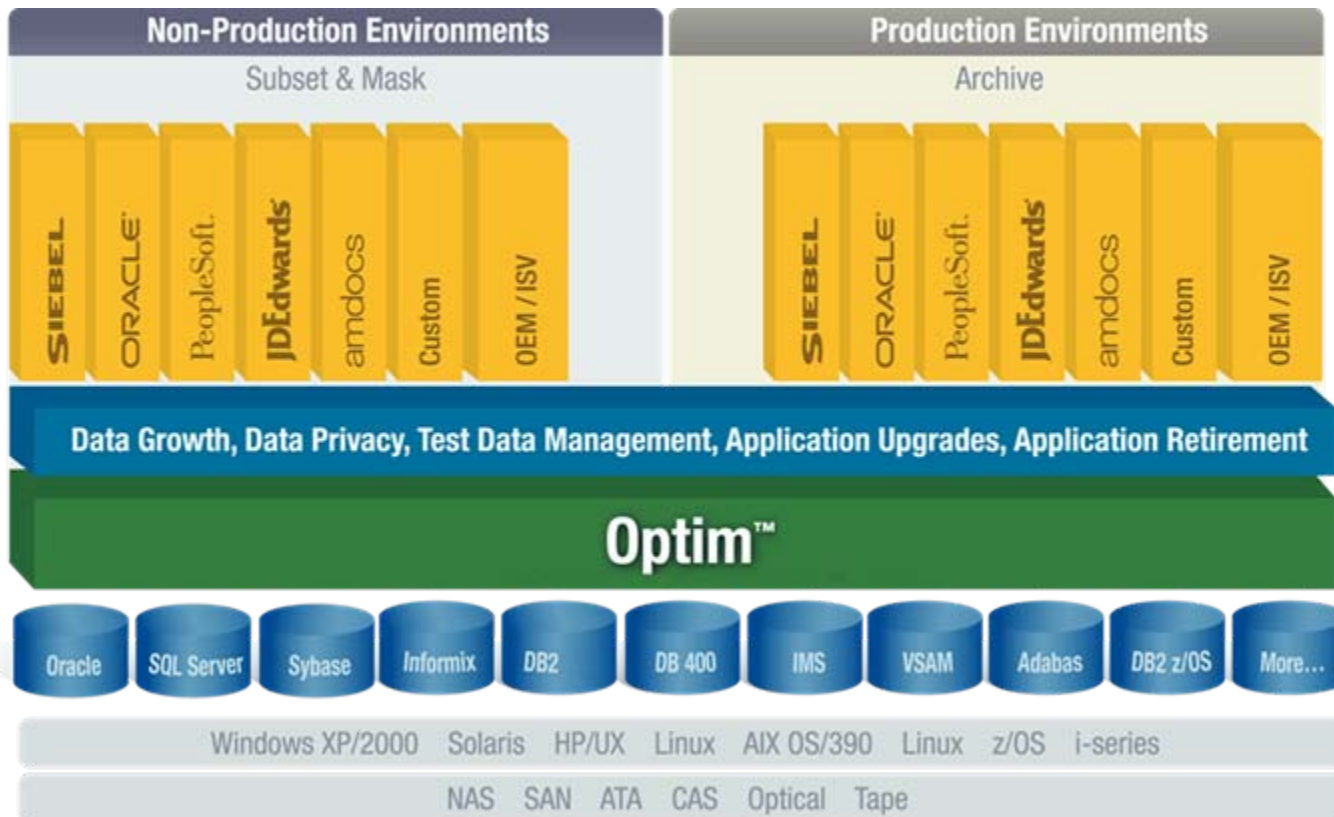 Non-Production Environments
Production Environments
Subset & Mask
Archive
SIEBEL
ORACLE®
PeopleSoft.
JDEdwards
amdocs
Custom
OEM / ISV
SIEBEL
ORACLE®
PeopleSoft.
JDEdwards
amdocs
Custom
OEM / ISV
Data Growth, Data Privacy, Test Data Management, Application Upgrades, Application Retirement
Optim™
Oracle
SQL Server
Sybase
Informix
DB2
DB 400
IMS
VSAM
Adabas
DB2 z/OS
More...
Windows XP/2000 Solaris HP/UX Linux AIX OS/390 Linux z/OS i-series
NAS SAN ATA CAS Optical Tape